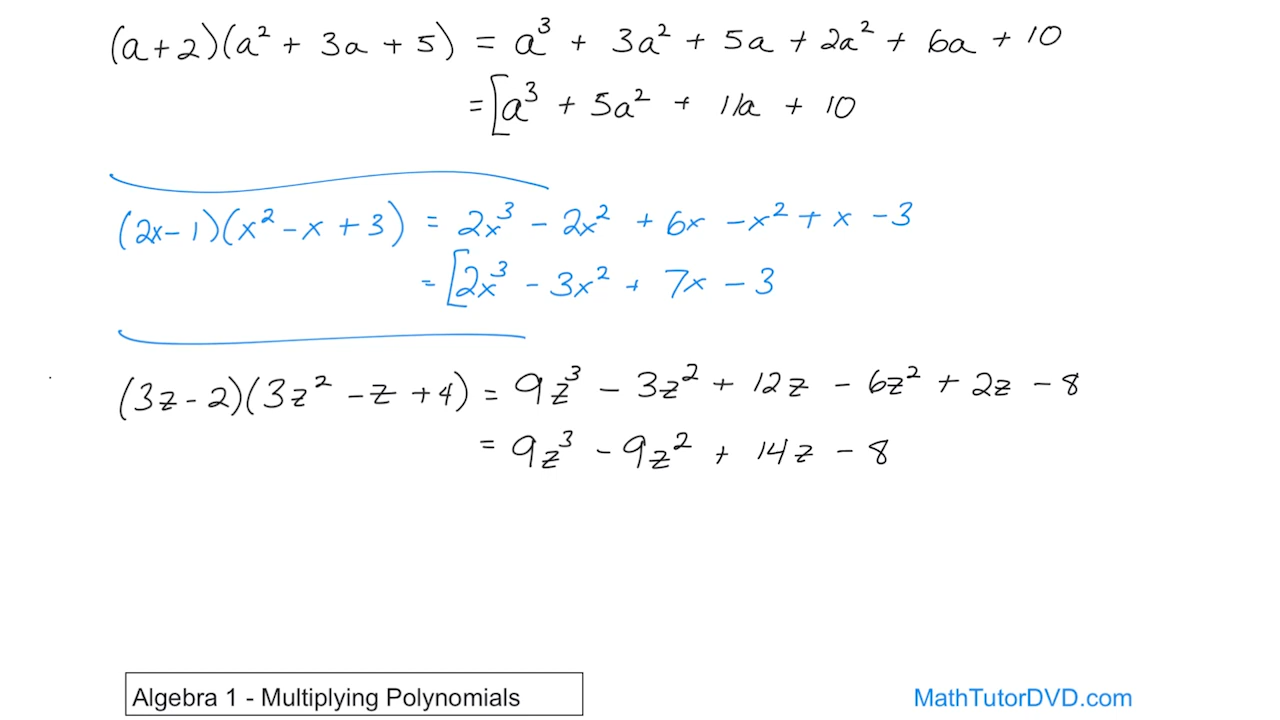 (a+2)(a² + 3a + 5) = a³ + 3a² + 5a + 2a² + 6a + 10
= [a³ + 5a² + 11a + 10
(2x-1)(x² - x + 3) = 2x³ - 2x² + 6x - x² + x - 3
= [2x³ - 3x² + 7x - 3
(3z-2)(3z² - z + 4) = 9z³ - 3z² + 12z - 6z² + 2z - 8
= 9z³ - 9z² + 14z - 8
Algebra 1 - Multiplying Polynomials
MathTutorDVD.com